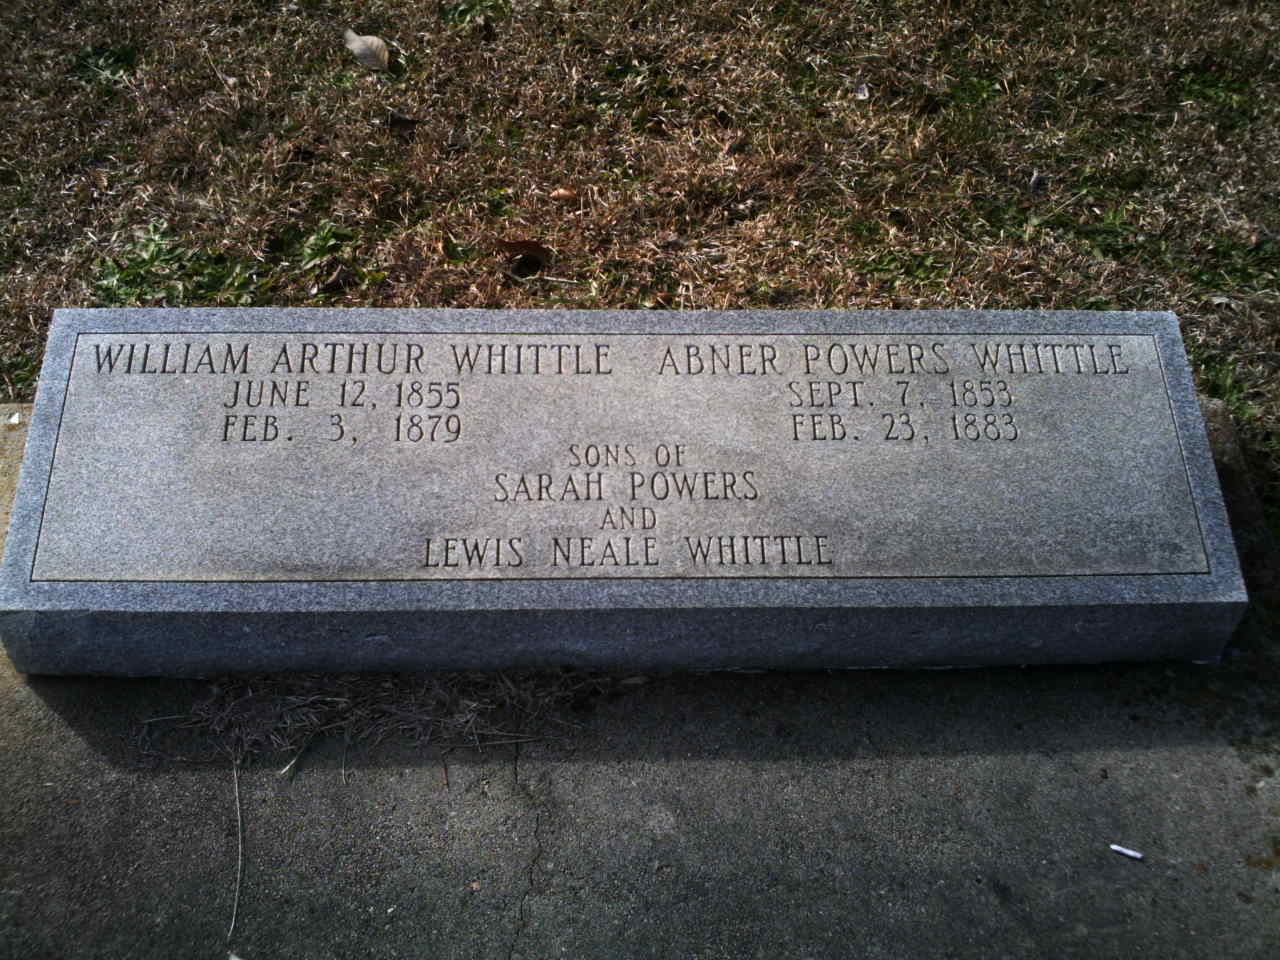 WILLIAM ARTHUR WHITTLE
JUNE 12, 1855
FEB. 3, 1879
ABNER POWERS WHITTLE
SEPT. 7, 1853
FEB. 23, 1883
SONS OF
SARAH POWERS
AND
LEWIS NEALE WHITTLE